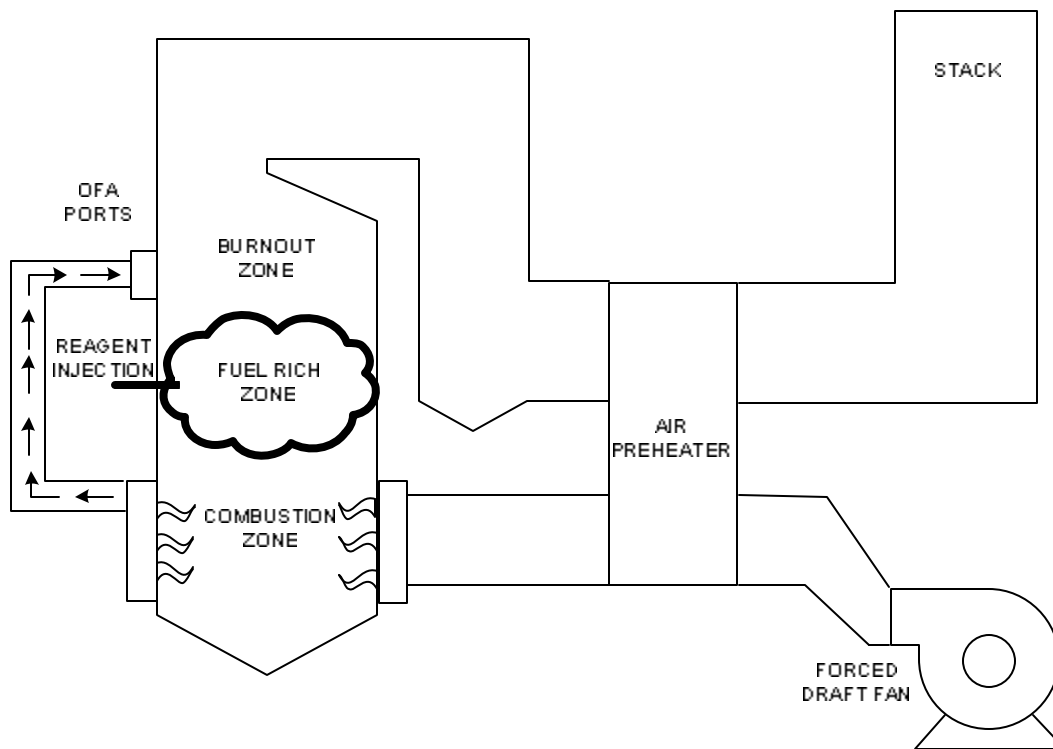 STACK
OFA
PORTS
BURNOUT
ZONE
REAGENT
INJECTION
FUEL RICH
ZONE
AIR
PREHEATER
COMBUSTION
ZONE
FORCED
DRAFT FAN